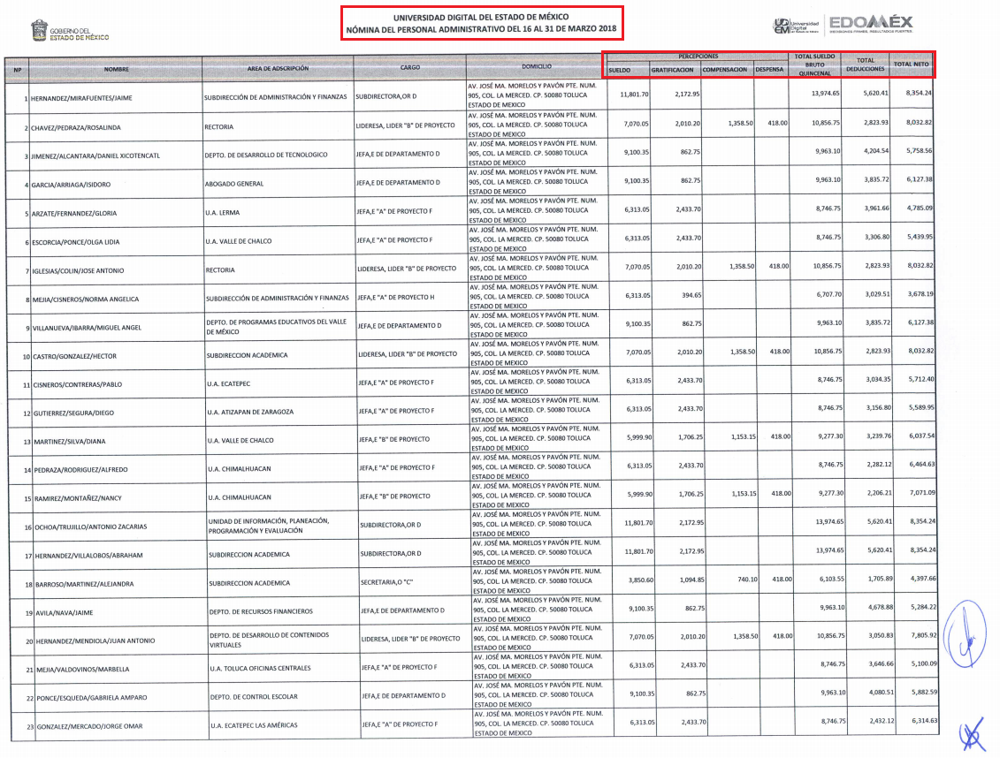 GOBIERNO DEL
ESTADO DE MÉXICO
UNIVERSIDAD DIGITAL DEL ESTADO DE MÉXICO
NÓMINA DEL PERSONAL ADMINISTRATIVO DEL 16 AL 31 DE MARZO 2018
UDEM Universidad Digital del Estado de México
EDOMÉX
DECISIONES FIRMES, RESULTADOS FUERTES.
NP NOMBRE AREA DE ADSCRIPCIÓN CARGO DOMICILIO PERCEPCIONES SUELDO GRATIFICACION COMPENSACION DESPENSA TOTAL SUELDO BRUTO QUINCENAL TOTAL DEDUCCIONES TOTAL NETO
1 HERNANDEZ/MIRAFUENTES/JAIME SUBDIRECCIÓN DE ADMINISTRACIÓN Y FINANZAS SUBDIRECTORA,OR D AV. JOSÉ MA. MORELOS Y PAVÓN PTE. NUM. 905, COL. LA MERCED. CP. 50080 TOLUCA ESTADO DE MEXICO 11,801.70 2,172.95 13,974.65 5,620.41 8,354.24
2 CHAVEZ/PEDRAZA/ROSALINDA RECTORIA LIDERESA, LIDER "B" DE PROYECTO AV. JOSÉ MA. MORELOS Y PAVÓN PTE. NUM. 905, COL. LA MERCED. CP. 50080 TOLUCA ESTADO DE MEXICO 7,070.05 2,010.20 1,358.50 418.00 10,856.75 2,823.93 8,032.82
3 JIMENEZ/ALCANTARA/DANIEL XICOTENCATL DEPTO. DE DESARROLLO DE TECNOLOGICO JEFA,E DE DEPARTAMENTO D AV. JOSÉ MA. MORELOS Y PAVÓN PTE. NUM. 905, COL. LA MERCED. CP. 50080 TOLUCA ESTADO DE MEXICO 9,100.35 862.75 9,963.10 4,204.54 5,758.56
4 GARCIA/ARRIAGA/ISIDORO ABOGADO GENERAL JEFA,E DE DEPARTAMENTO D AV. JOSÉ MA. MORELOS Y PAVÓN PTE. NUM. 905, COL. LA MERCED. CP. 50080 TOLUCA ESTADO DE MEXICO 9,100.35 862.75 9,963.10 3,835.72 6,127.38
5 ARZATE/FERNANDEZ/GLORIA U.A. LERMA JEFA,E "A" DE PROYECTO F AV. JOSÉ MA. MORELOS Y PAVÓN PTE. NUM. 905, COL. LA MERCED. CP. 50080 TOLUCA ESTADO DE MEXICO 6,313.05 2,433.70 8,746.75 3,961.66 4,785.09
6 ESCORCIA/PONCE/OLGA LIDIA U.A. VALLE DE CHALCO JEFA,E "A" DE PROYECTO F AV. JOSÉ MA. MORELOS Y PAVÓN PTE. NUM. 905, COL. LA MERCED. CP. 50080 TOLUCA ESTADO DE MEXICO 6,313.05 2,433.70 8,746.75 3,306.80 5,439.95
7 IGLESIAS/COLIN/JOSE ANTONIO RECTORIA LIDERESA, LIDER "B" DE PROYECTO AV. JOSÉ MA. MORELOS Y PAVÓN PTE. NUM. 905, COL. LA MERCED. CP. 50080 TOLUCA ESTADO DE MEXICO 7,070.05 2,010.20 1,358.50 418.00 10,856.75 2,823.93 8,032.82
8 MEJIA/CISNEROS/NORMA ANGELICA SUBDIRECCIÓN DE ADMINISTRACIÓN Y FINANZAS JEFA,E "A" DE PROYECTO H AV. JOSÉ MA. MORELOS Y PAVÓN PTE. NUM. 905, COL. LA MERCED. CP. 50080 TOLUCA ESTADO DE MEXICO 6,313.05 394.65 6,707.70 3,029.51 3,678.19
9 VILLANUEVA/IBARRA/MIGUEL ANGEL DEPTO. DE PROGRAMAS EDUCATIVOS DEL VALLE DE MÉXICO JEFA,E DE DEPARTAMENTO D AV. JOSÉ MA. MORELOS Y PAVÓN PTE. NUM. 905, COL. LA MERCED. CP. 50080 TOLUCA ESTADO DE MEXICO 9,100.35 862.75 9,963.10 3,835.72 6,127.38
10 CASTRO/GONZALEZ/HECTOR SUBDIRECCION ACADEMICA LIDERESA, LIDER "B" DE PROYECTO AV. JOSÉ MA. MORELOS Y PAVÓN PTE. NUM. 905, COL. LA MERCED. CP. 50080 TOLUCA ESTADO DE MEXICO 7,070.05 2,010.20 1,358.50 418.00 10,856.75 2,823.93 8,032.82
11 CISNEROS/CONTRERAS/PABLO U.A. ECATEPEC JEFA,E "A" DE PROYECTO F AV. JOSÉ MA. MORELOS Y PAVÓN PTE. NUM. 905, COL. LA MERCED. CP. 50080 TOLUCA ESTADO DE MEXICO 6,313.05 2,433.70 8,746.75 3,034.35 5,712.40
12 GUTIERREZ/SEGURA/DIEGO U.A. ATIZAPAN DE ZARAGOZA JEFA,E "A" DE PROYECTO F AV. JOSÉ MA. MORELOS Y PAVÓN PTE. NUM. 905, COL. LA MERCED. CP. 50080 TOLUCA ESTADO DE MEXICO 6,313.05 2,433.70 8,746.75 3,156.80 5,589.95
13 MARTINEZ/SILVA/DIANA U.A. VALLE DE CHALCO JEFA,E "B" DE PROYECTO AV. JOSÉ MA. MORELOS Y PAVÓN PTE. NUM. 905, COL. LA MERCED. CP. 50080 TOLUCA ESTADO DE MEXICO 5,999.90 1,706.25 1,153.15 418.00 9,277.30 3,239.76 6,037.54
14 PEDRAZA/RODRIGUEZ/ALFREDO U.A. CHIMALHUACAN JEFA,E "A" DE PROYECTO F AV. JOSÉ MA. MORELOS Y PAVÓN PTE. NUM. 905, COL. LA MERCED. CP. 50080 TOLUCA ESTADO DE MEXICO 6,313.05 2,433.70 8,746.75 2,282.12 6,464.63
15 RAMIREZ/MONTAÑEZ/NANCY U.A. CHIMALHUACAN JEFA,E "B" DE PROYECTO AV. JOSÉ MA. MORELOS Y PAVÓN PTE. NUM. 905, COL. LA MERCED. CP. 50080 TOLUCA ESTADO DE MEXICO 5,999.90 1,706.25 1,153.15 418.00 9,277.30 2,206.21 7,071.09
16 OCHOA/TRUJILLO/ANTONIO ZACARIAS UNIDAD DE INFORMACIÓN, PLANEACIÓN, PROGRAMACIÓN Y EVALUACIÓN SUBDIRECTORA,OR D AV. JOSÉ MA. MORELOS Y PAVÓN PTE. NUM. 905, COL. LA MERCED. CP. 50080 TOLUCA ESTADO DE MEXICO 11,801.70 2,172.95 13,974.65 5,620.41 8,354.24
17 HERNANDEZ/VILLALOBOS/ABRAHAM SUBDIRECCION ACADEMICA SUBDIRECTORA,OR D AV. JOSÉ MA. MORELOS Y PAVÓN PTE. NUM. 905, COL. LA MERCED. CP. 50080 TOLUCA ESTADO DE MEXICO 11,801.70 2,172.95 13,974.65 5,620.41 8,354.24
18 BARROSO/MARTINEZ/ALEJANDRA SUBDIRECCION ACADEMICA SECRETARIA,O "C" AV. JOSÉ MA. MORELOS Y PAVÓN PTE. NUM. 905, COL. LA MERCED. CP. 50080 TOLUCA ESTADO DE MEXICO 3,850.60 1,094.85 740.10 418.00 6,103.55 1,705.89 4,397.66
19 AVILA/NAVA/JAIME DEPTO. DE RECURSOS FINANCIEROS JEFA,E DE DEPARTAMENTO D AV. JOSÉ MA. MORELOS Y PAVÓN PTE. NUM. 905, COL. LA MERCED. CP. 50080 TOLUCA ESTADO DE MEXICO 9,100.35 862.75 9,963.10 4,678.88 5,284.22
20 HERNANDEZ/MENDIOLA/JUAN ANTONIO DEPTO. DE DESARROLLO DE CONTENIDOS VIRTUALES LIDERESA, LIDER "B" DE PROYECTO AV. JOSÉ MA. MORELOS Y PAVÓN PTE. NUM. 905, COL. LA MERCED. CP. 50080 TOLUCA ESTADO DE MEXICO 7,070.05 2,010.20 1,358.50 418.00 10,856.75 3,050.83 7,805.92
21 MEJIA/VALDOVINOS/MARBELLA U.A. TOLUCA OFICINAS CENTRALES JEFA,E "A" DE PROYECTO F AV. JOSÉ MA. MORELOS Y PAVÓN PTE. NUM. 905, COL. LA MERCED. CP. 50080 TOLUCA ESTADO DE MEXICO 6,313.05 2,433.70 8,746.75 3,646.66 5,100.09
22 PONCE/ESQUEDA/GABRIELA AMPARO DEPTO. DE CONTROL ESCOLAR JEFA,E DE DEPARTAMENTO D AV. JOSÉ MA. MORELOS Y PAVÓN PTE. NUM. 905, COL. LA MERCED. CP. 50080 TOLUCA ESTADO DE MEXICO 9,100.35 862.75 9,963.10 4,080.51 5,882.59
23 GONZALEZ/MERCADO/JORGE OMAR U.A. ECATEPEC LAS AMÉRICAS JEFA,E "A" DE PROYECTO F AV. JOSÉ MA. MORELOS Y PAVÓN PTE. NUM. 905, COL. LA MERCED. CP. 50080 TOLUCA ESTADO DE MEXICO 6,313.05 2,433.70 8,746.75 2,432.12 6,314.63